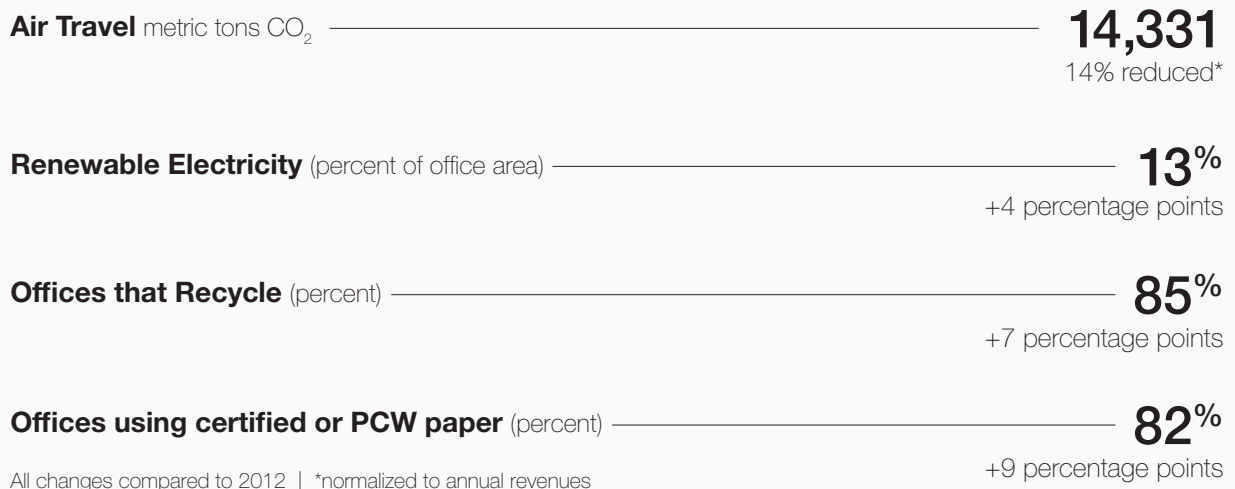 Air Travel metric tons CO₂ 14,331
14% reduced*
Renewable Electricity (percent of office area) 13%
+4 percentage points
Offices that Recycle (percent) 85%
+7 percentage points
Offices using certified or PCW paper (percent) 82%
+9 percentage points
All changes compared to 2012 | *normalized to annual revenues